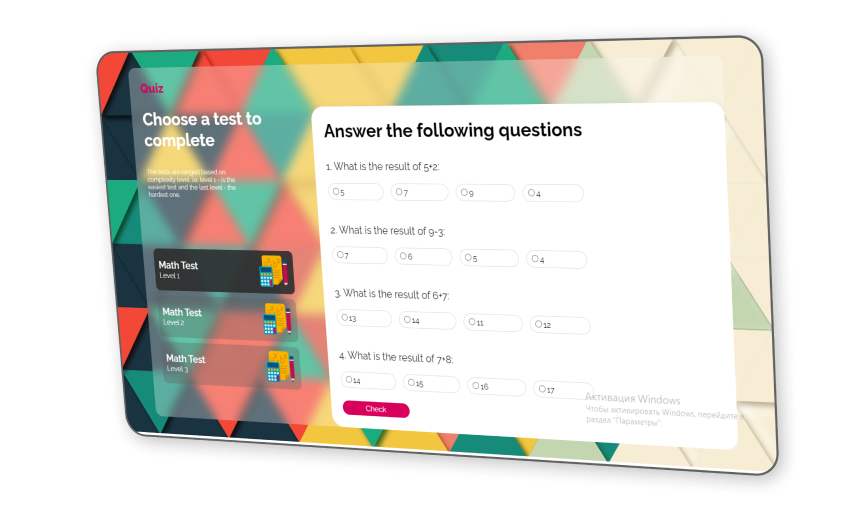 Quiz
Choose a test to
complete
The tests are ranged based on
complexity level, i.e. level 1 - is the
easiest test and the last level - the
hardest one.
Math Test
Level 1
Math Test
Level 2
Math Test
Level 3
Answer the following questions
1. What is the result of 5+2:
5 7 9 4
2. What is the result of 9-3:
7 6 5 4
3. What is the result of 6+7:
13 14 11 12
4. What is the result of 7+8:
14 15 16 17
Check
Активация Windows
Чтобы активировать Windows, перейдите в
раздел "Параметры".